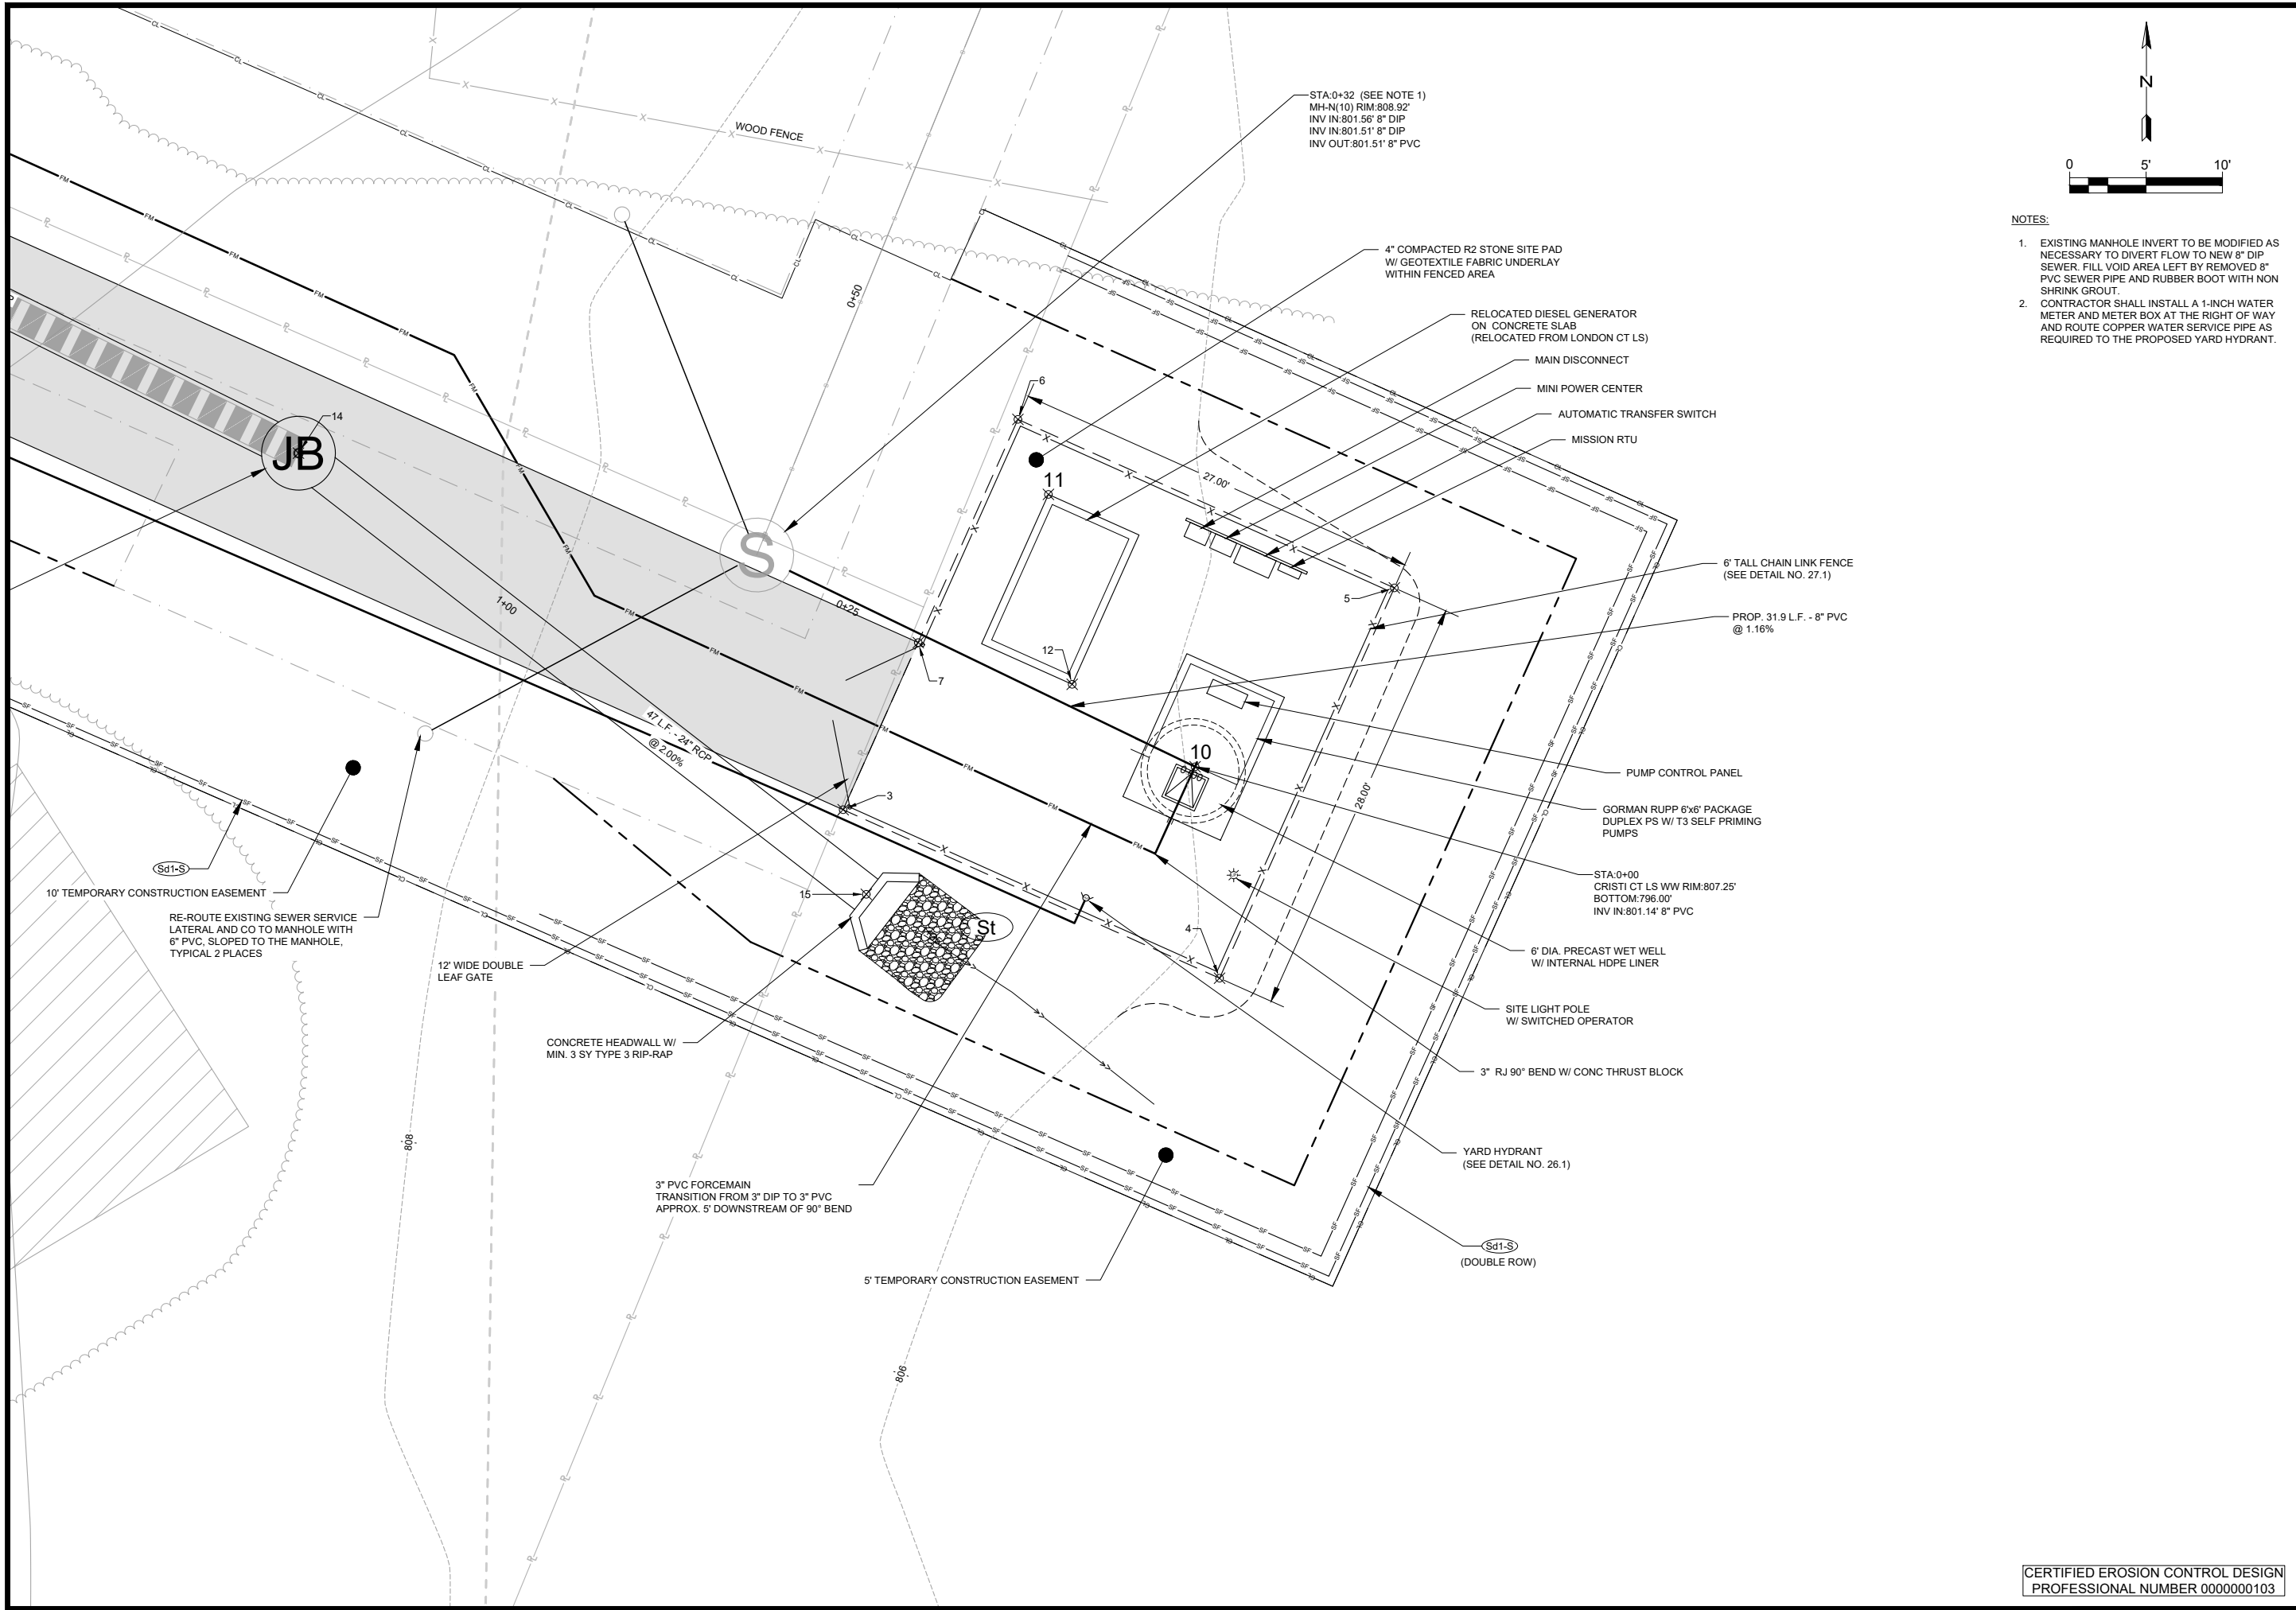 STA:0+32 (SEE NOTE 1)
MH-N(10) RIM:808.92'
INV IN:801.56' 8" DIP
INV IN:801.51' 8" DIP
INV OUT:801.51' 8" PVC
N
0 5' 10'
NOTES:
1. EXISTING MANHOLE INVERT TO BE MODIFIED AS
NECESSARY TO DIVERT FLOW TO NEW 8" DIP
SEWER. FILL VOID AREA LEFT BY REMOVED 8"
PVC SEWER PIPE AND RUBBER BOOT WITH NON
SHRINK GROUT.
2. CONTRACTOR SHALL INSTALL A 1-INCH WATER
METER AND METER BOX AT THE RIGHT OF WAY
AND ROUTE COPPER WATER SERVICE PIPE AS
REQUIRED TO THE PROPOSED YARD HYDRANT.
WOOD FENCE
0+50
4" COMPACTED R2 STONE SITE PAD
W/ GEOTEXTILE FABRIC UNDERLAY
WITHIN FENCED AREA
RELOCATED DIESEL GENERATOR
ON CONCRETE SLAB
(RELOCATED FROM LONDON CT LS)
MAIN DISCONNECT
MINI POWER CENTER
AUTOMATIC TRANSFER SWITCH
MISSION RTU
6
14
JB
11
27.00'
S
6' TALL CHAIN LINK FENCE
(SEE DETAIL NO. 27.1)
5
1+00
0+25
PROP. 31.9 L.F. - 8" PVC
@ 1.16%
12
7
47 L.F. - 24" RCP
@ 2.00%
10
0+00
28.00'
PUMP CONTROL PANEL
3
GORMAN RUPP 6'x6' PACKAGE
DUPLEX PS W/ T3 SELF PRIMING
PUMPS
Sd1-S
10' TEMPORARY CONSTRUCTION EASEMENT
15
STA:0+00
CRISTI CT LS WW RIM:807.25'
BOTTOM:796.00'
INV IN:801.14' 8" PVC
RE-ROUTE EXISTING SEWER SERVICE
LATERAL AND CO TO MANHOLE WITH
6" PVC, SLOPED TO THE MANHOLE,
TYPICAL 2 PLACES
St
4
12' WIDE DOUBLE
LEAF GATE
6' DIA. PRECAST WET WELL
W/ INTERNAL HDPE LINER
SITE LIGHT POLE
W/ SWITCHED OPERATOR
CONCRETE HEADWALL W/
MIN. 3 SY TYPE 3 RIP-RAP
3" RJ 90° BEND W/ CONC THRUST BLOCK
808
YARD HYDRANT
(SEE DETAIL NO. 26.1)
3" PVC FORCEMAIN
TRANSITION FROM 3" DIP TO 3" PVC
APPROX. 5' DOWNSTREAM OF 90° BEND
Sd1-S
(DOUBLE ROW)
5' TEMPORARY CONSTRUCTION EASEMENT
806
CERTIFIED EROSION CONTROL DESIGN
PROFESSIONAL NUMBER 0000000103